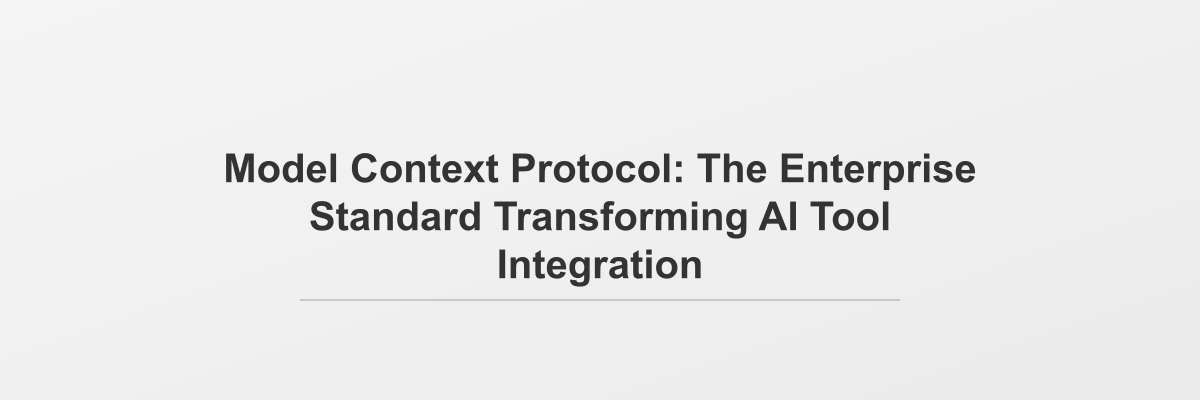 Model Context Protocol: The Enterprise
Standard Transforming AI Tool
Integration